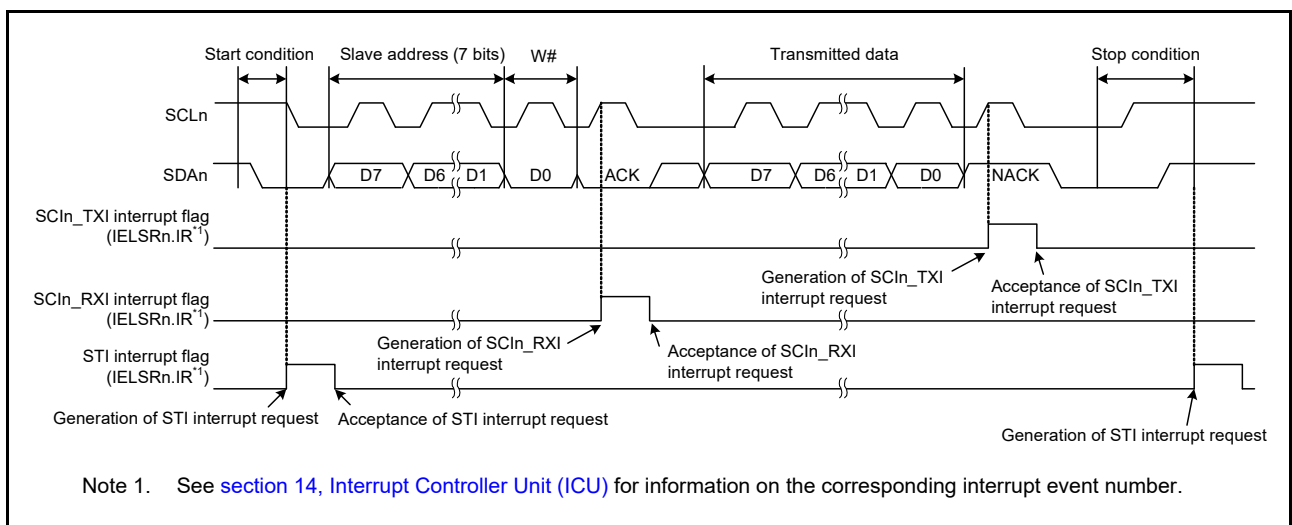 Start condition
Slave address (7 bits)
W#
Transmitted data
Stop condition
SCLn
SDAn
D7
D6
D1
D0
ACK
D7
D6
D1
D0
NACK
SCIn_TXI interrupt flag
(IELSRn.IR*1)
Generation of SCIn_TXI
interrupt request
Acceptance of SCIn_TXI
interrupt request
SCIn_RXI interrupt flag
(IELSRn.IR*1)
Generation of SCIn_RXI
interrupt request
Acceptance of SCIn_RXI
interrupt request
STI interrupt flag
(IELSRn.IR*1)
Generation of STI interrupt request
Acceptance of STI interrupt request
Generation of STI interrupt request
Note 1. See section 14, Interrupt Controller Unit (ICU) for information on the corresponding interrupt event number.